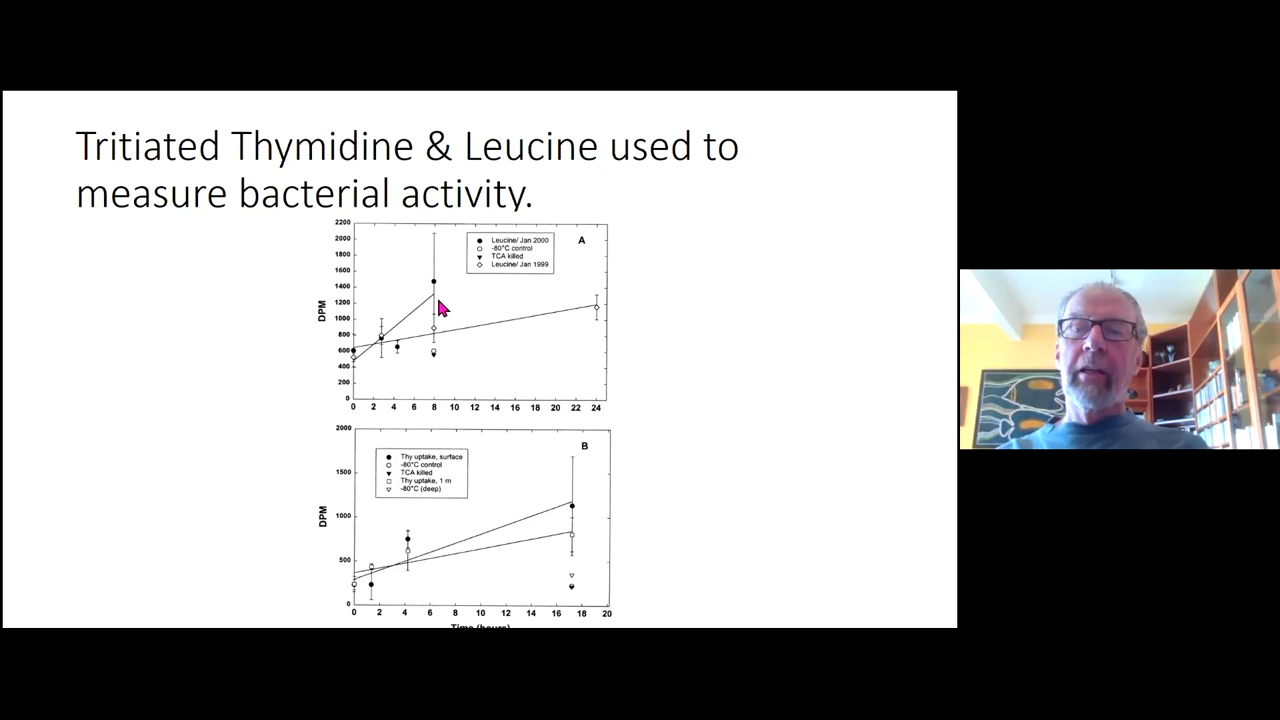 Tritiated Thymidine & Leucine used to
measure bacterial activity.
2200
2000
1800
1600
1400
1200
1000
800
600
400
200
0
DPM
Leucine/ Jan 2000
-80°C control
TCA killed
Leucine/ Jan 1999
A
0 2 4 6 8 10 12 14 16 18 20 22 24
2000
1500
1000
500
0
DPM
Thy uptake, surface
-80°C control
TCA killed
Thy uptake, 1 m
-80°C (deep)
B
0 2 4 6 8 10 12 14 16 18 20
Time (hours)